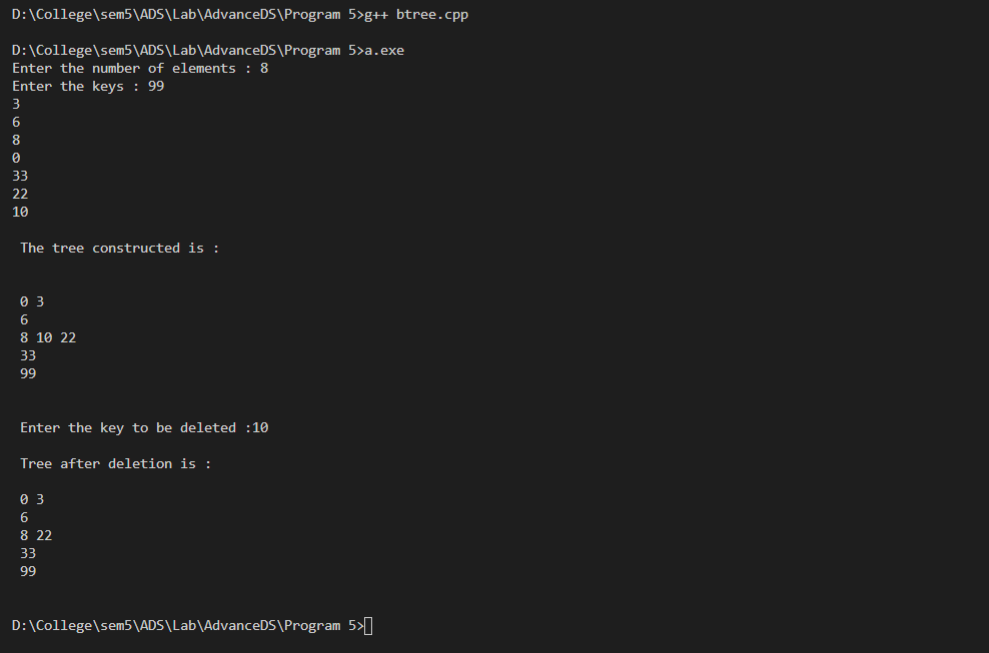 D:\College\sem5\ADS\Lab\AdvanceDS\Program 5>g++ btree.cpp
D:\College\sem5\ADS\Lab\AdvanceDS\Program 5>a.exe
Enter the number of elements : 8
Enter the keys : 99
3
6
8
0
33
22
10
The tree constructed is :
0 3
6
8 10 22
33
99
Enter the key to be deleted :10
Tree after deletion is :
0 3
6
8 22
33
99
D:\College\sem5\ADS\Lab\AdvanceDS\Program 5>